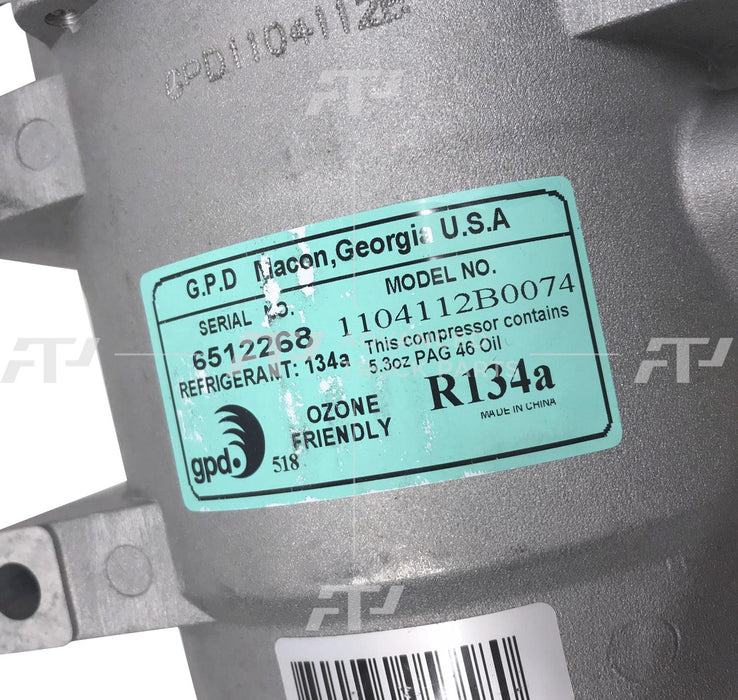 GPD1104112
G.P.D Macon,Georgia U.S.A
SERIAL NO.
MODEL NO.
6512268
1104112B0074
REFRIGERANT: 134a
This compressor contains
5.3oz PAG 46 Oil
OZONE
FRIENDLY
R134a
MADE IN CHINA
gpd
518